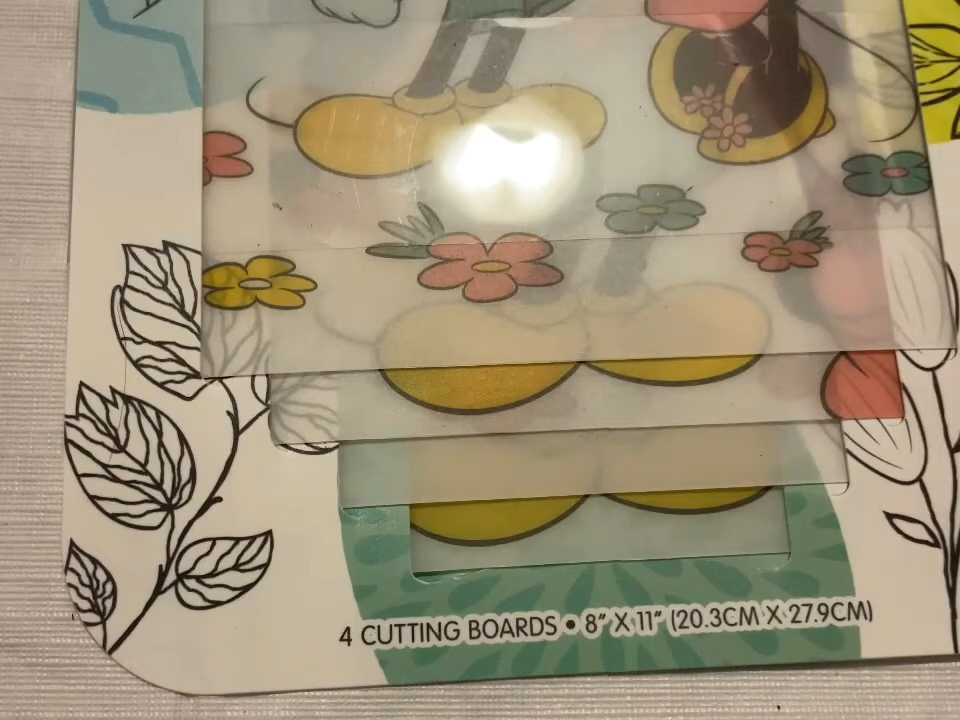 4 CUTTING BOARDS • 8" X 11" (20.3CM X 27.9CM)